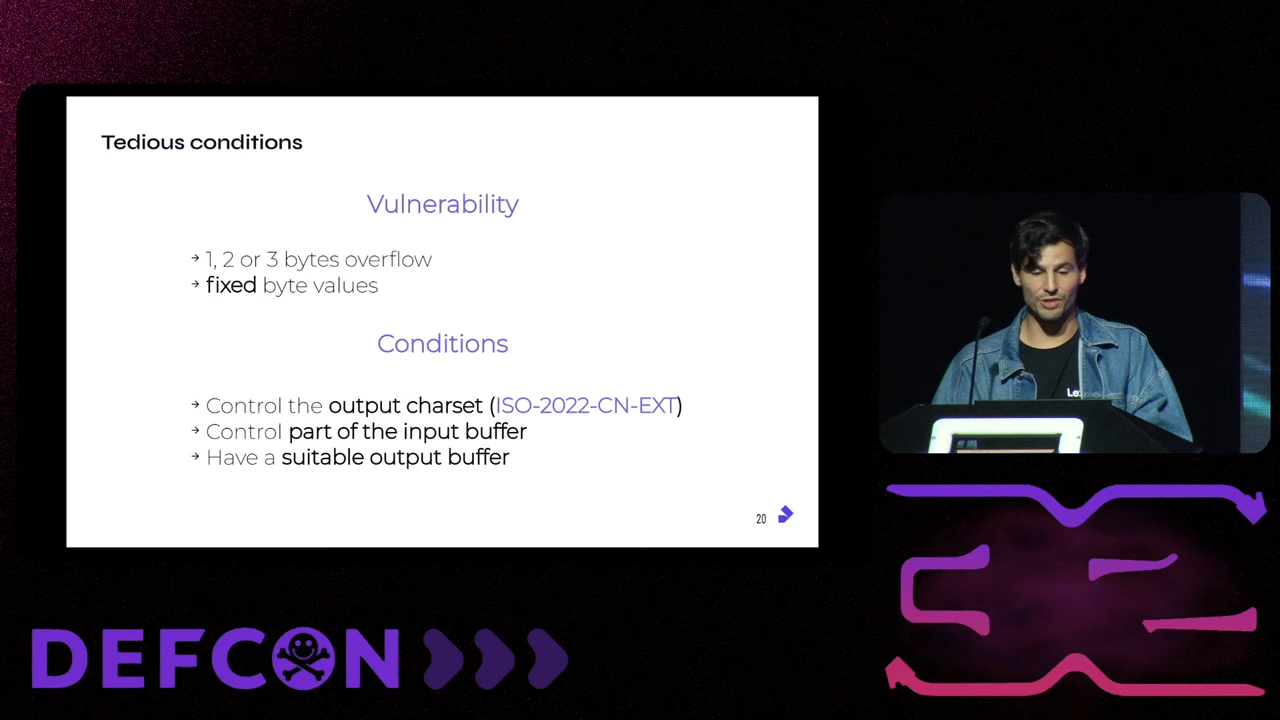 Tedious conditions
Vulnerability
→ 1, 2 or 3 bytes overflow
→ fixed byte values
Conditions
→ Control the output charset (ISO-2022-CN-EXT)
→ Control part of the input buffer
→ Have a suitable output buffer
20
Le
DEFCON